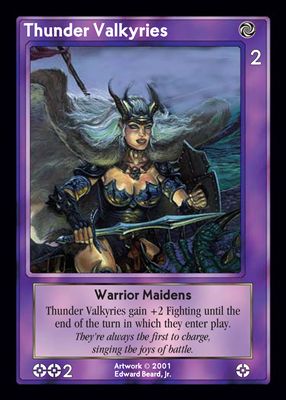 Thunder Valkyries
2
Warrior Maidens
Thunder Valkyries gain +2 Fighting until the
end of the turn in which they enter play.
They're always the first to charge,
singing the joys of battle.
2
Artwork © 2001
Edward Beard, Jr.